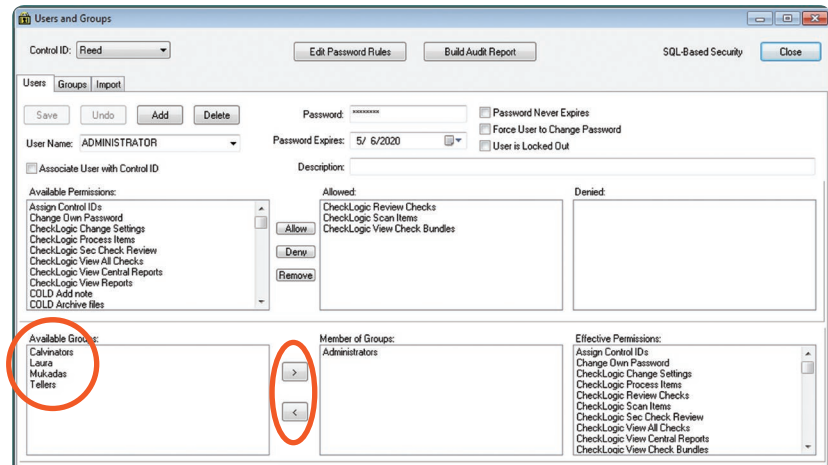 Users and Groups
Control ID: Reed Edit Password Rules Build Audit Report SQL-Based Security Close
Users Groups Import
Save Undo Add Delete Password: ******** Password Never Expires
Force User to Change Password
User Name: ADMINISTRATOR Password Expires: 5/ 6/2020 User is Locked Out
Associate User with Control ID Description:
Available Permissions:
Assign Control IDs
Change Own Password
CheckLogic Change Settings
CheckLogic Process Items
CheckLogic Sec Check Review
CheckLogic View All Checks
CheckLogic View Central Reports
CheckLogic View Reports
COLD Add note
COLD Archive files
Allow
Deny
Remove
Allowed:
CheckLogic Review Checks
CheckLogic Scan Items
CheckLogic View Check Bundles
Denied:
Available Groups:
Calvinators
Laura
Mukadas
Tellers
>
<
Member of Groups:
Administrators
Effective Permissions:
Assign Control IDs
Change Own Password
CheckLogic Change Settings
CheckLogic Process Items
CheckLogic Review Checks
CheckLogic Scan Items
CheckLogic Sec Check Review
CheckLogic View All Checks
CheckLogic View Central Reports
CheckLogic View Check Bundles